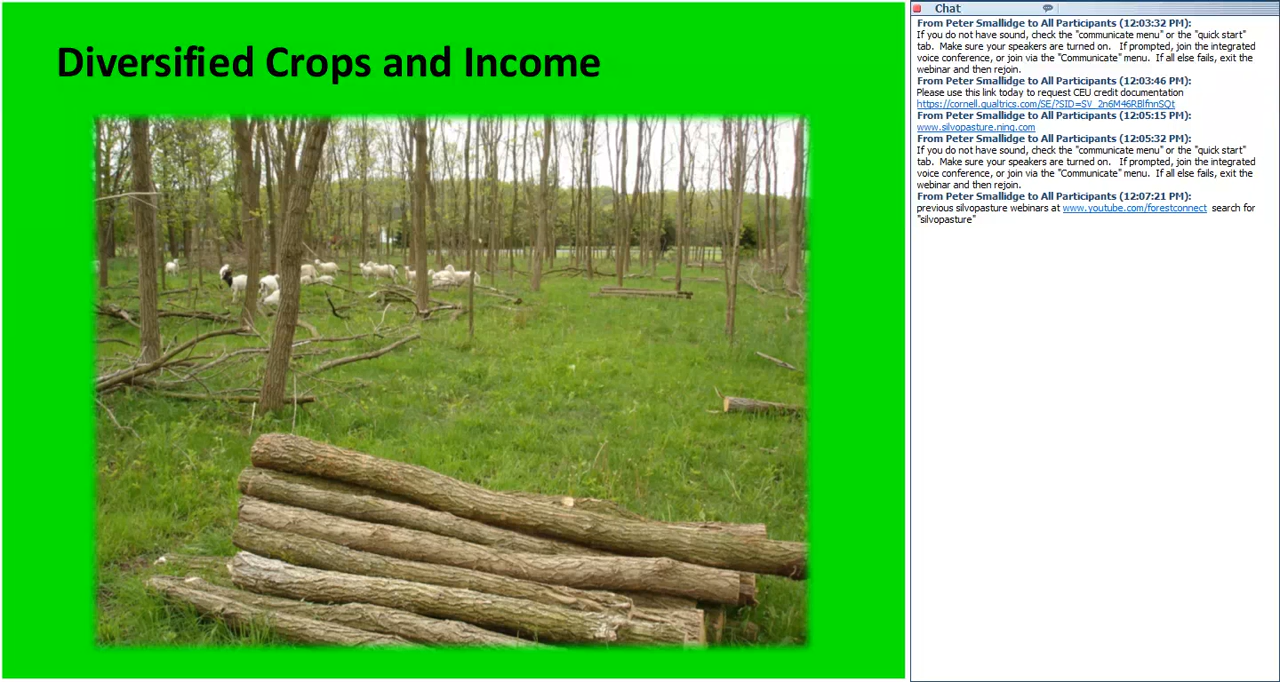 Diversified Crops and Income
Chat
From Peter Smallidge to All Participants (12:03:32 PM):
If you do not have sound, check the "communicate menu" or the "quick start"
tab. Make sure your speakers are turned on. If prompted, join the integrated
voice conference, or join via the "Communicate" menu. If all else fails, exit the
webinar and then rejoin.
From Peter Smallidge to All Participants (12:03:46 PM):
Please use this link today to request CEU credit documentation
https://cornell.qualtrics.com/SE/?SID=SV_2n6M46RBlfnnSQt
From Peter Smallidge to All Participants (12:05:15 PM):
www.silvopasture.ning.com
From Peter Smallidge to All Participants (12:05:32 PM):
If you do not have sound, check the "communicate menu" or the "quick start"
tab. Make sure your speakers are turned on. If prompted, join the integrated
voice conference, or join via the "Communicate" menu. If all else fails, exit the
webinar and then rejoin.
From Peter Smallidge to All Participants (12:07:21 PM):
previous silvopasture webinars at www.youtube.com/forestconnect search for
"silvopasture"